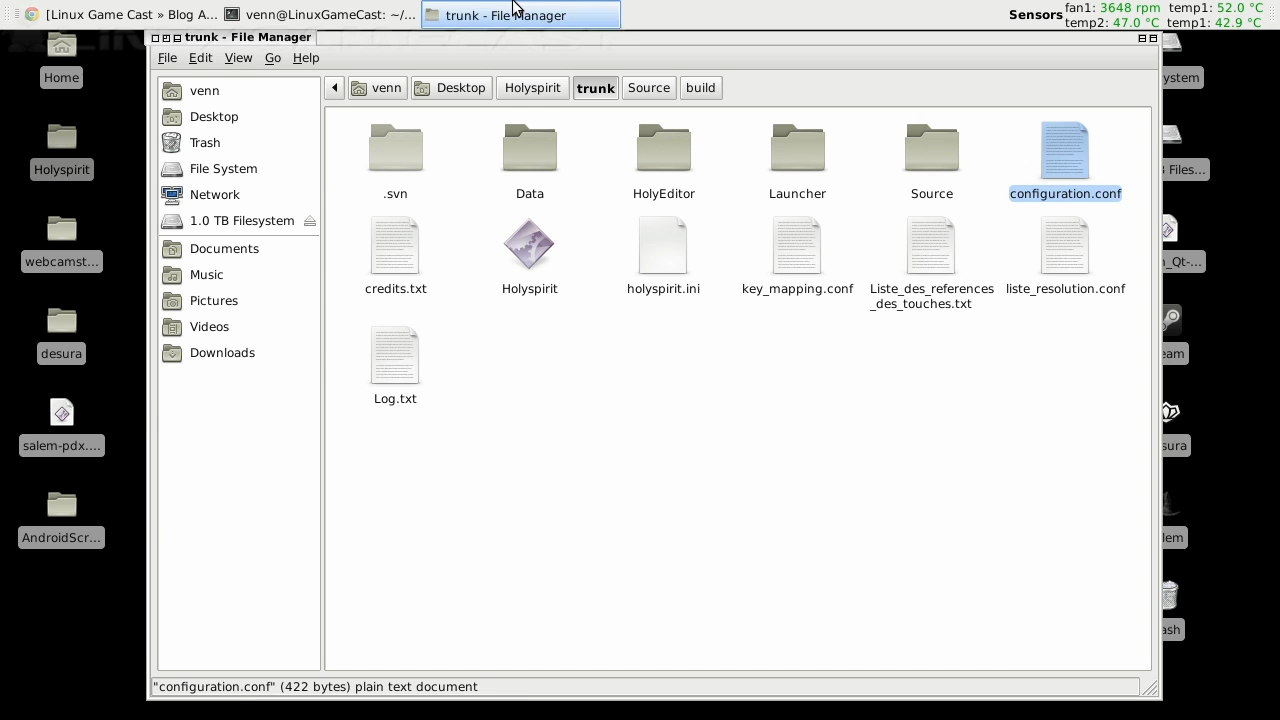 [Linux Game Cast » Blog A...
venn@LinuxGameCast: ~/...
trunk - File Manager
Sensors
fan1: 3648 rpm temp1: 52.0 °C
temp2: 47.0 °C temp1: 42.9 °C
trunk - File Manager
File Edit View Go Help
venn
Desktop
Trash
File System
Network
1.0 TB Filesystem
Documents
Music
Pictures
Videos
Downloads
venn Desktop Holyspirit trunk Source build
.svn
Data
HolyEditor
Launcher
Source
configuration.conf
credits.txt
Holyspirit
holyspirit.ini
key_mapping.conf
Liste_des_references
_des_touches.txt
liste_resolution.conf
Log.txt
"configuration.conf" (422 bytes) plain text document
Home
Holyspirit
webcamst...
desura
salem-pdx....
AndroidScr...
ystem
Files...
_Qt-...
eam
sura
lem
ash